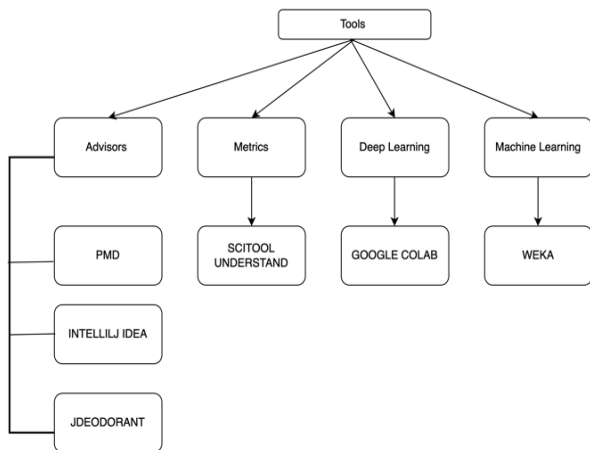 Tools
Advisors
Metrics
Deep Learning
Machine Learning
PMD
SCITOOL
UNDERSTAND
GOOGLE COLAB
WEKA
INTELLILJ IDEA
JDEODORANT